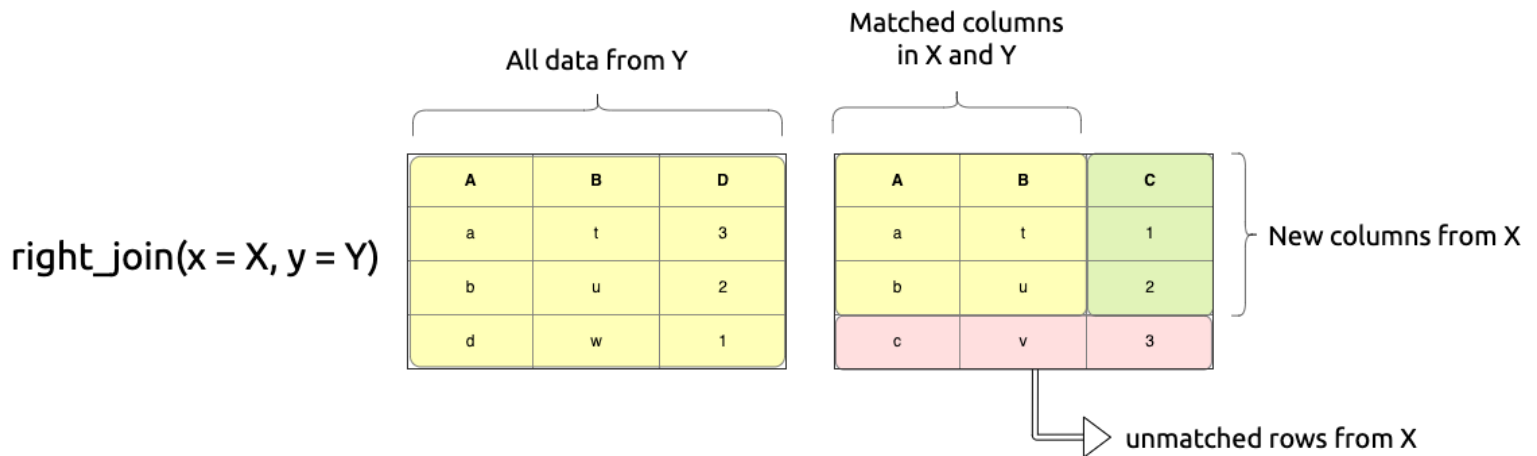 Matched columns
in X and Y
All data from Y
right_join(x = X, y = Y)
A B D
a t 3
b u 2
d w 1
A B C
a t 1
b u 2
c v 3
New columns from X
unmatched rows from X